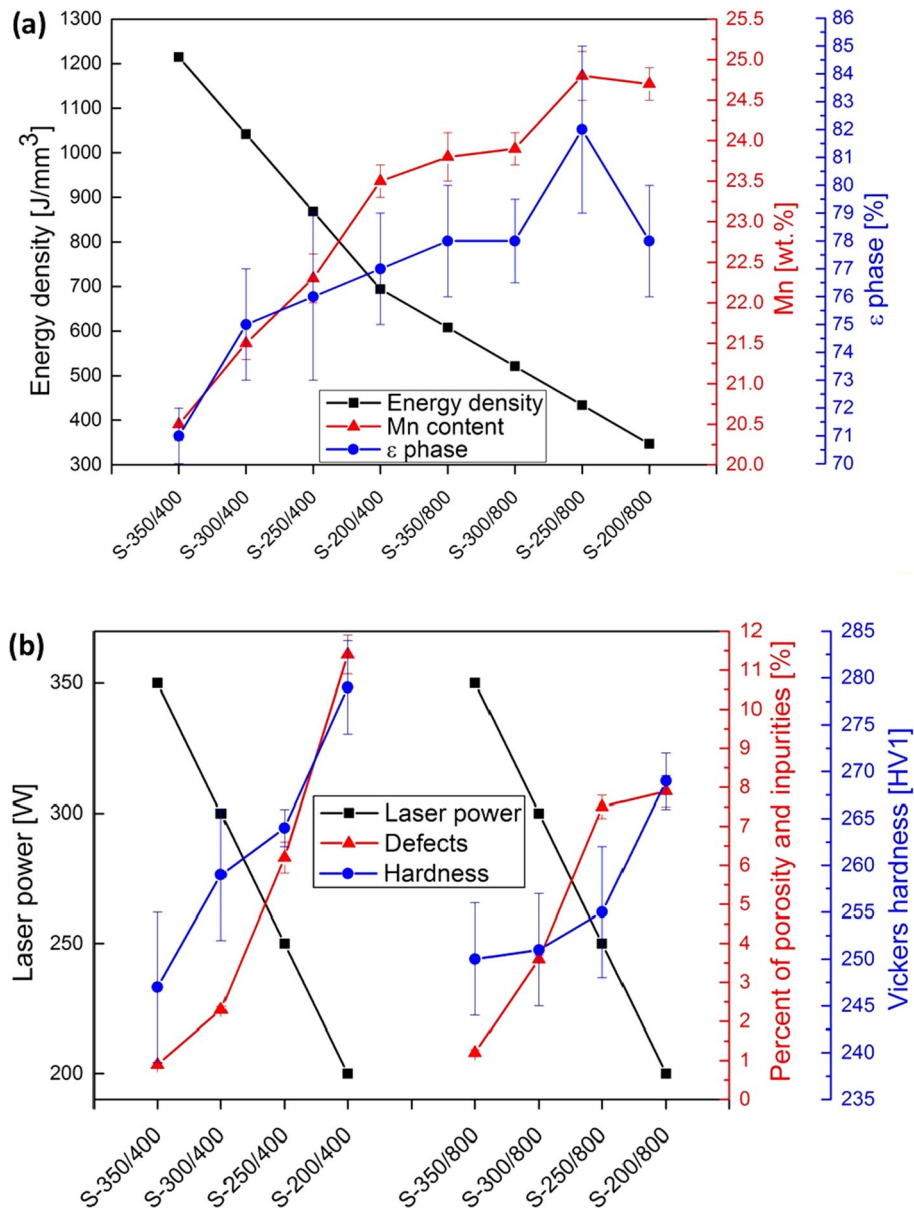 (a)
1300
1200
1100
1000
900
800
700
600
500
400
300
Energy density [J/mm³]
25.5
25.0
24.5
24.0
23.5
23.0
22.5
22.0
21.5
21.0
20.5
20.0
Mn [wt.%]
86
85
84
83
82
81
80
79
78
77
76
75
74
73
72
71
70
ε phase [%]
Energy density
Mn content
ε phase
S-350/400
S-300/400
S-250/400
S-200/400
S-350/800
S-300/800
S-250/800
S-200/800
(b)
350
300
250
200
Laser power [W]
12
11
10
9
8
7
6
5
4
3
2
1
0
Percent of porosity and inpurities [%]
285
280
275
270
265
260
255
250
245
240
235
Vickers hardness [HV1]
Laser power
Defects
Hardness
S-350/400
S-300/400
S-250/400
S-200/400
S-350/800
S-300/800
S-250/800
S-200/800